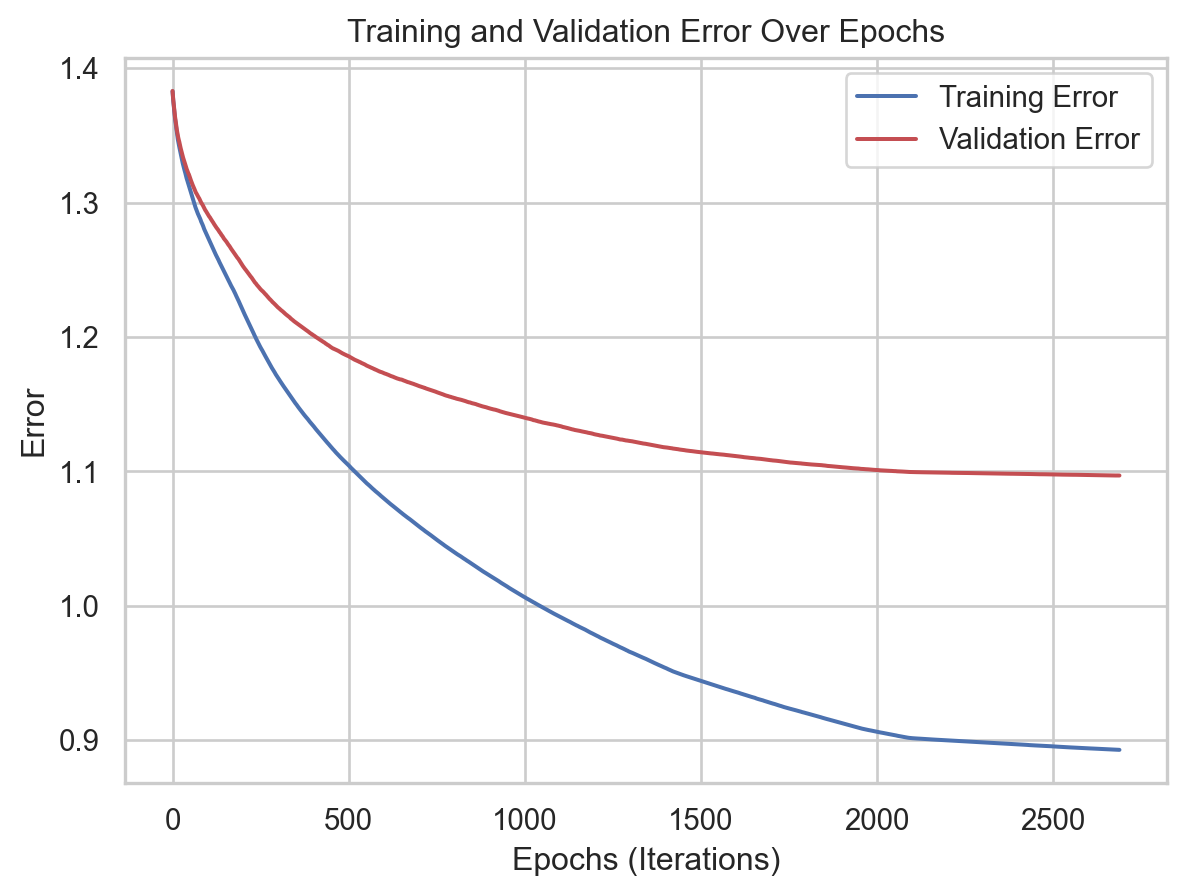 Training and Validation Error Over Epochs
1.4
1.3
1.2
1.1
1.0
0.9
Error
Training Error
Validation Error
0 500 1000 1500 2000 2500
Epochs (Iterations)